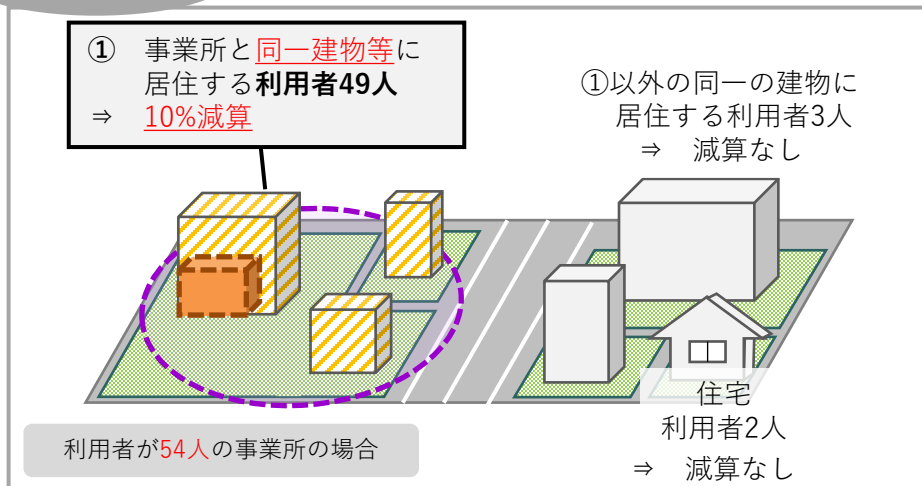 ① 事業所と同一建物等に
居住する利用者49人
⇒ 10%減算
①以外の同一の建物に
居住する利用者3人
⇒ 減算なし
住宅
利用者2人
⇒ 減算なし
利用者が54人の事業所の場合